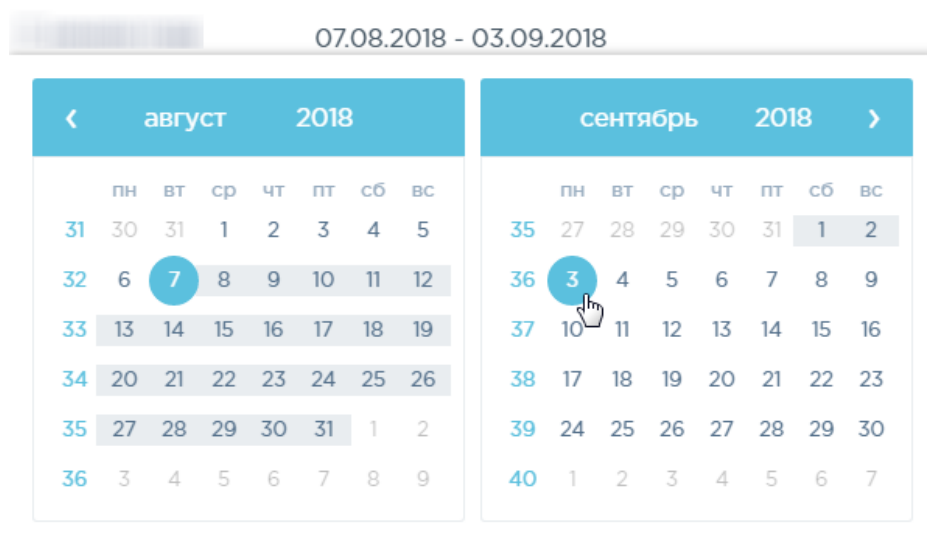 07.08.2018 - 03.09.2018
‹ август 2018
пн вт ср чт пт сб вс
31 30 31 1 2 3 4 5
32 6 7 8 9 10 11 12
33 13 14 15 16 17 18 19
34 20 21 22 23 24 25 26
35 27 28 29 30 31 1 2
36 3 4 5 6 7 8 9
сентябрь 2018 ›
пн вт ср чт пт сб вс
35 27 28 29 30 31 1 2
36 3 4 5 6 7 8 9
37 10 11 12 13 14 15 16
38 17 18 19 20 21 22 23
39 24 25 26 27 28 29 30
40 1 2 3 4 5 6 7